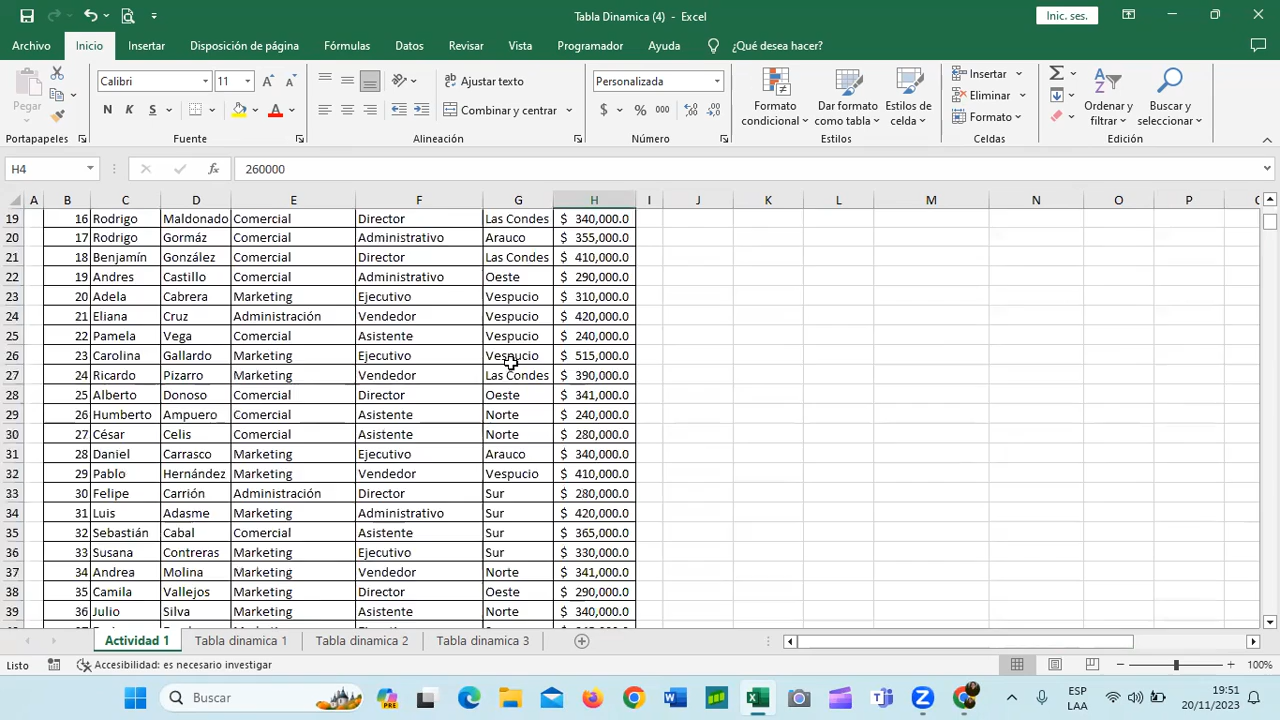 Tabla Dinamica (4) - Excel
Inic. ses.
Archivo Inicio Insertar Disposición de página Fórmulas Datos Revisar Vista Programador Ayuda ¿Qué desea hacer?
Pegar
Calibri 11
Ajustar texto
Personalizada
N K S
Combinar y centrar
$ % 000
Formato condicional
Dar formato como tabla
Estilos de celda
Insertar
Eliminar
Formato
Ordenar y filtrar
Buscar y seleccionar
Portapapeles Fuente Alineación Número Estilos Celdas Edición
H4 fx 260000
A B C D E F G H I J K L M N O P
19 16 Rodrigo Maldonado Comercial Director Las Condes $ 340,000.0
20 17 Rodrigo Gormáz Comercial Administrativo Arauco $ 355,000.0
21 18 Benjamín González Comercial Director Las Condes $ 410,000.0
22 19 Andres Castillo Comercial Administrativo Oeste $ 290,000.0
23 20 Adela Cabrera Marketing Ejecutivo Vespucio $ 310,000.0
24 21 Eliana Cruz Administración Vendedor Vespucio $ 420,000.0
25 22 Pamela Vega Comercial Asistente Vespucio $ 240,000.0
26 23 Carolina Gallardo Marketing Ejecutivo Vespucio $ 515,000.0
27 24 Ricardo Pizarro Marketing Vendedor Las Condes $ 390,000.0
28 25 Alberto Donoso Comercial Director Oeste $ 341,000.0
29 26 Humberto Ampuero Comercial Asistente Norte $ 240,000.0
30 27 César Celis Comercial Asistente Norte $ 280,000.0
31 28 Daniel Carrasco Marketing Ejecutivo Arauco $ 340,000.0
32 29 Pablo Hernández Marketing Vendedor Vespucio $ 410,000.0
33 30 Felipe Carrión Administración Director Sur $ 280,000.0
34 31 Luis Adasme Marketing Administrativo Sur $ 420,000.0
35 32 Sebastián Cabal Comercial Asistente Sur $ 365,000.0
36 33 Susana Contreras Marketing Ejecutivo Sur $ 330,000.0
37 34 Andrea Molina Marketing Vendedor Norte $ 341,000.0
38 35 Camila Vallejos Marketing Director Oeste $ 290,000.0
39 36 Julio Silva Marketing Asistente Norte $ 340,000.0
Actividad 1 Tabla dinamica 1 Tabla dinamica 2 Tabla dinamica 3
Listo Accesibilidad: es necesario investigar 100%
Buscar
ESP
LAA
19:51
20/11/2023